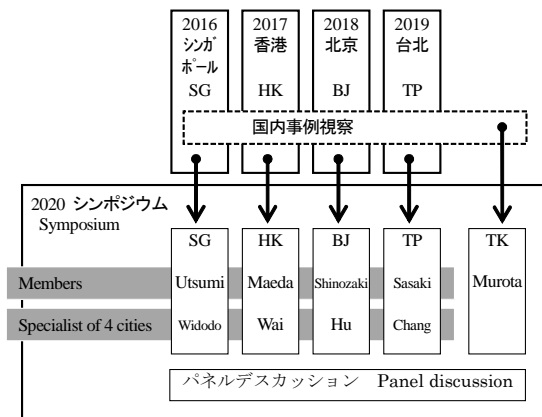 2016 2017 2018 2019
シンガポール 香港 北京 台北
SG HK BJ TP
国内事例視察
2020 シンポジウム
Symposium
SG HK BJ TP TK
Members Utsumi Maeda Shinozaki Sasaki Murota
Specialist of 4 cities Widodo Wai Hu Chang
パネルデスカッション Panel discussion